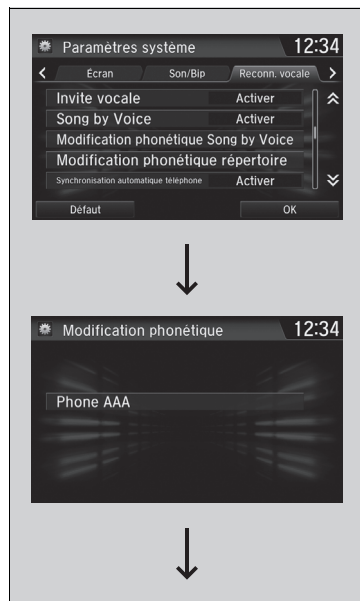 Paramètres système 12:34
Écran Son/Bip Reconn. vocale
Invite vocale Activer
Song by Voice Activer
Modification phonétique Song by Voice
Modification phonétique répertoire
Synchronisation automatique téléphone Activer
Défaut OK
Modification phonétique 12:34
Phone AAA